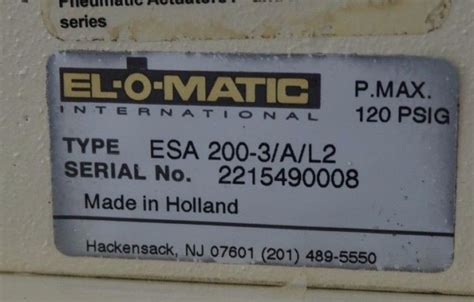 Pneumatic Actuators
series
EL-O-MATIC
INTERNATIONAL
P.MAX.
120 PSIG
TYPE ESA 200-3/A/L2
SERIAL No. 2215490008
Made in Holland
Hackensack, NJ 07601 (201) 489-5550